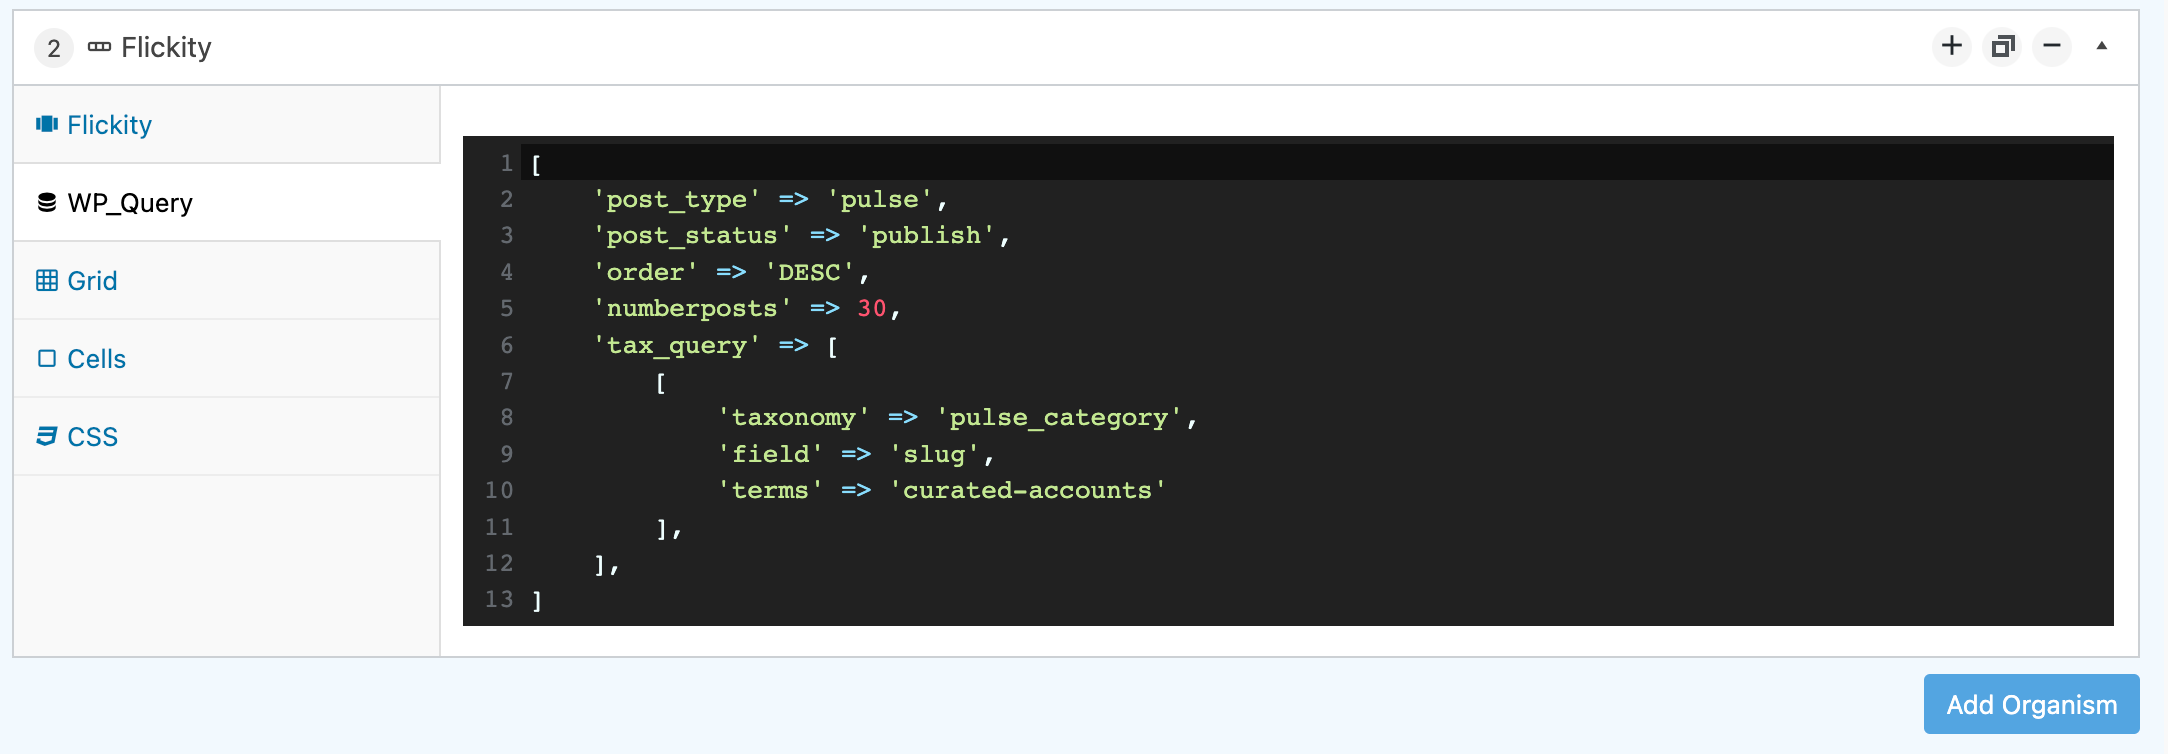 2 Flickity
Flickity
WP_Query
Grid
Cells
CSS
1 [
2     'post_type' => 'pulse',
3     'post_status' => 'publish',
4     'order' => 'DESC',
5     'numberposts' => 30,
6     'tax_query' => [
7         [
8             'taxonomy' => 'pulse_category',
9             'field' => 'slug',
10             'terms' => 'curated-accounts'
11         ],
12     ],
13 ]
Add Organism